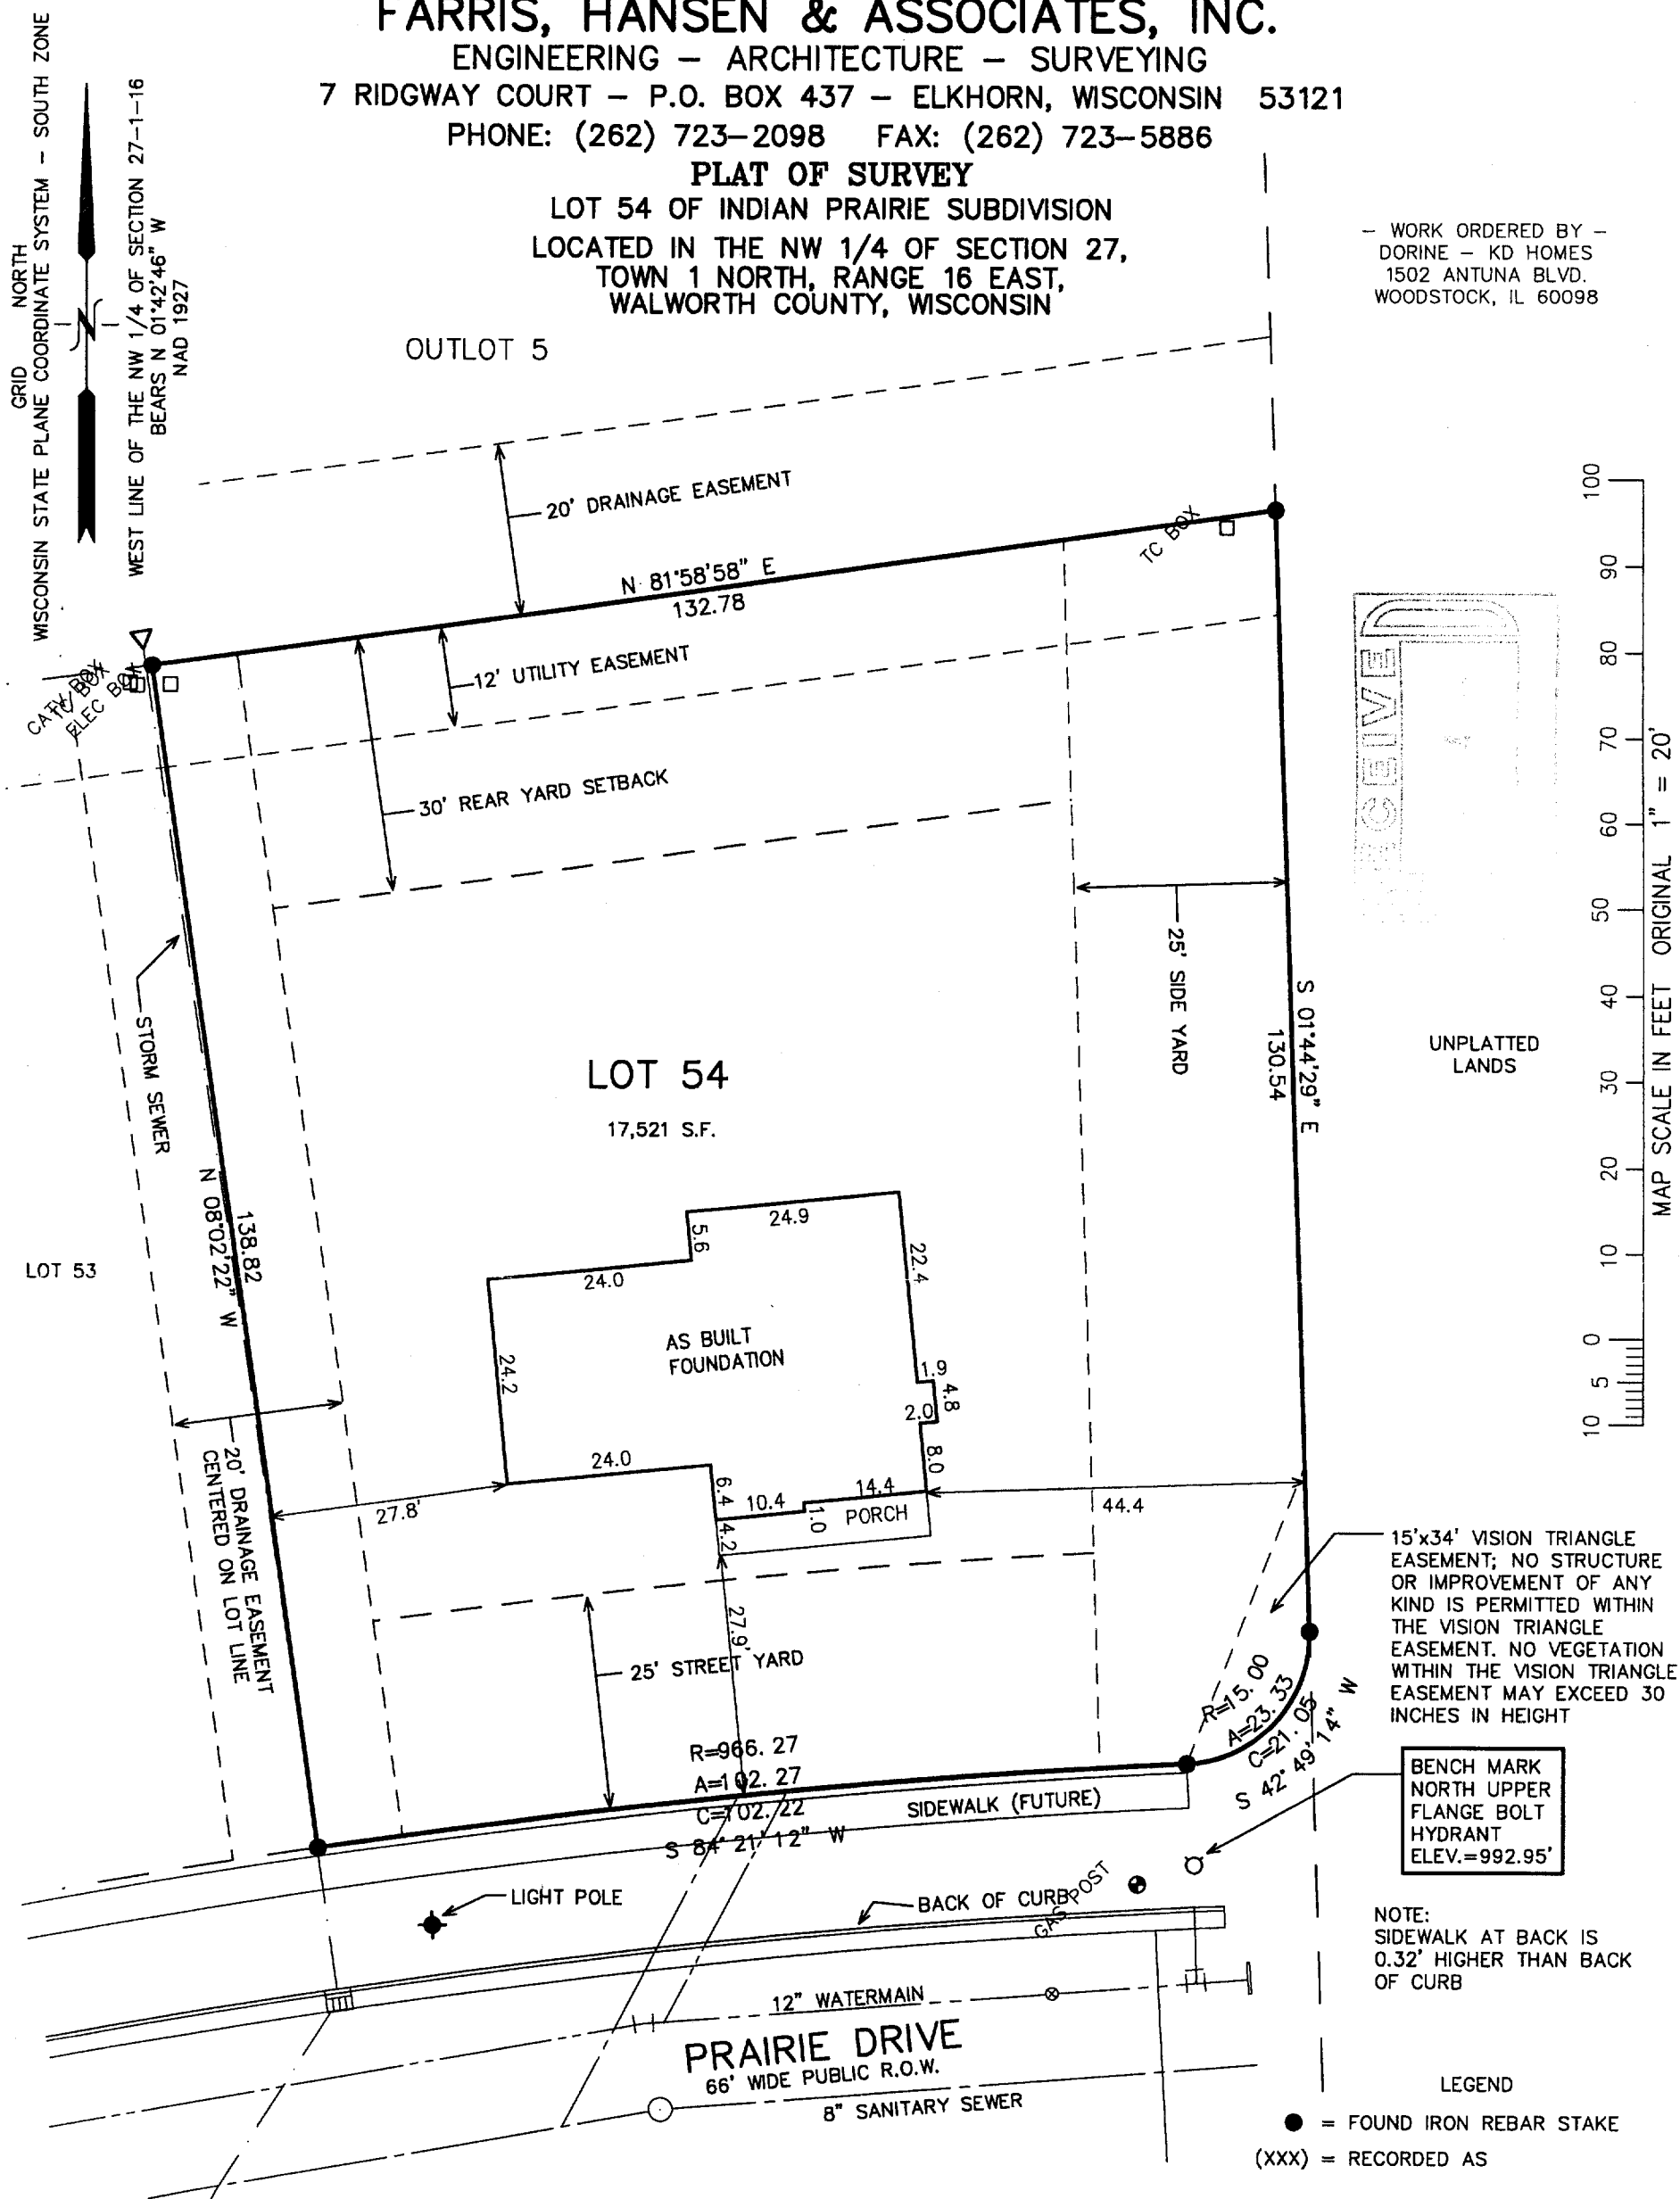 FARRIS, HANSEN & ASSOCIATES, INC.
ENGINEERING – ARCHITECTURE – SURVEYING
7 RIDGWAY COURT – P.O. BOX 437 – ELKHORN, WISCONSIN 53121
PHONE: (262) 723–2098 FAX: (262) 723–5886
PLAT OF SURVEY
LOT 54 OF INDIAN PRAIRIE SUBDIVISION
LOCATED IN THE NW 1/4 OF SECTION 27,
TOWN 1 NORTH, RANGE 16 EAST,
WALWORTH COUNTY, WISCONSIN
GRID NORTH
WISCONSIN STATE PLANE COORDINATE SYSTEM – SOUTH ZONE
N
WEST LINE OF THE NW 1/4 OF SECTION 27–1–16
BEARS N 01°42'46" W
NAD 1927
– WORK ORDERED BY –
DORINE – KD HOMES
1502 ANTUNA BLVD.
WOODSTOCK, IL 60098
OUTLOT 5
20' DRAINAGE EASEMENT
N 81°58'58" E
132.78
TC BOX
12' UTILITY EASEMENT
CATV BOX
TC BOX
ELEC BOX
30' REAR YARD SETBACK
RECEIVE
25' SIDE YARD
STORM SEWER
S 01°44'29" E
130.54
UNPLATTED
LANDS
100
90
80
70
60
50
40
30
20
10
0
5
10
MAP SCALE IN FEET ORIGINAL 1" = 20'
LOT 54
17,521 S.F.
N 08°02'22" W
138.82
LOT 53
24.9
5.6
24.0
22.4
AS BUILT
FOUNDATION
24.2
1.9
4.8
2.0
8.0
24.0
6.4
10.4
14.4
1.0
PORCH
4.2
27.8'
44.4
20' DRAINAGE EASEMENT
CENTERED ON LOT LINE
27.9'
25' STREET YARD
15'x34' VISION TRIANGLE
EASEMENT; NO STRUCTURE
OR IMPROVEMENT OF ANY
KIND IS PERMITTED WITHIN
THE VISION TRIANGLE
EASEMENT. NO VEGETATION
WITHIN THE VISION TRIANGLE
EASEMENT MAY EXCEED 30
INCHES IN HEIGHT
R=15.00
A=23.33
C=21.05
S 42°49'14" W
R=966.27
A=102.27
C=102.22
S 84°21'12" W
SIDEWALK (FUTURE)
BENCH MARK
NORTH UPPER
FLANGE BOLT
HYDRANT
ELEV.=992.95'
LIGHT POLE
BACK OF CURB
GAS POST
NOTE:
SIDEWALK AT BACK IS
0.32' HIGHER THAN BACK
OF CURB
12" WATERMAIN
PRAIRIE DRIVE
66' WIDE PUBLIC R.O.W.
8" SANITARY SEWER
LEGEND
= FOUND IRON REBAR STAKE
(XXX) = RECORDED AS